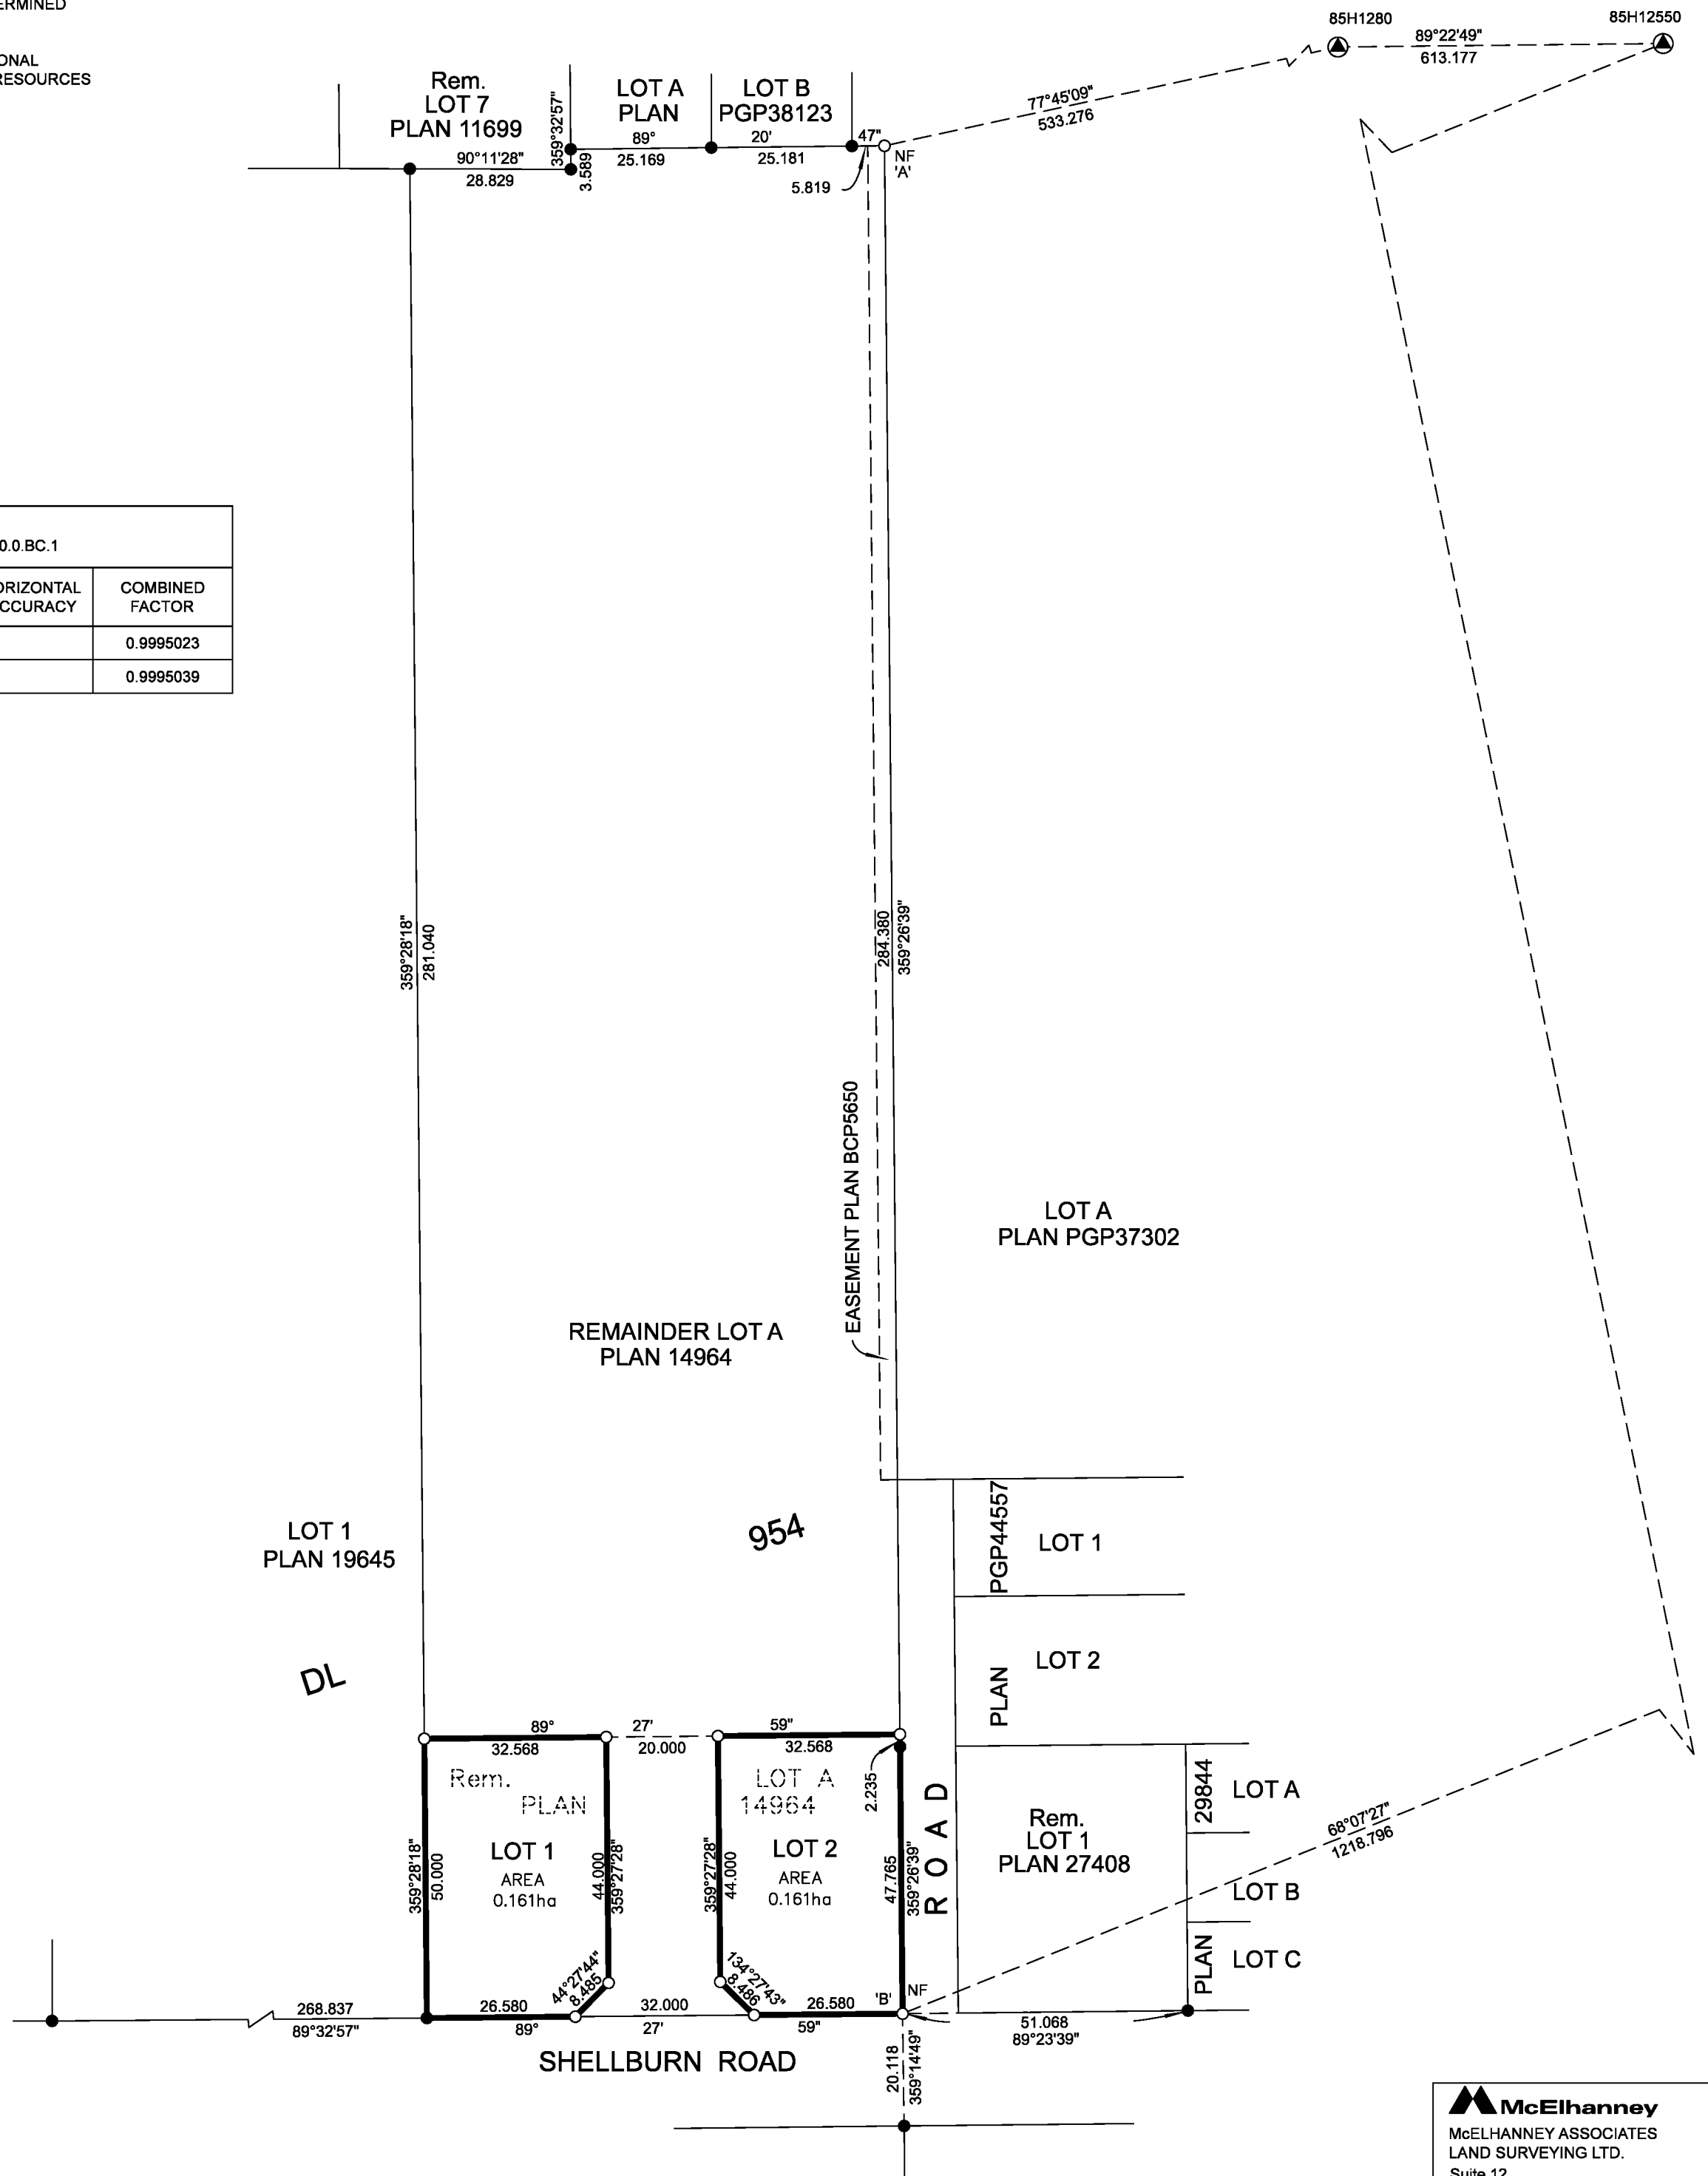 ERMINED
ONAL
RESOURCES
85H1280
85H12550
89°22'49"
613.177
77°45'09"
533.276
Rem.
LOT 7
PLAN 11699
359°32'57"
3.589
LOT A
PLAN
LOT B
PGP38123
89°
20'
47"
25.169
25.181
5.819
NF
'A'
90°11'28"
28.829
0.0.BC.1
ORIZONTAL
CCURACY
COMBINED
FACTOR
0.9995023
0.9995039
359°28'18"
281.040
284.380
359°26'39"
EASEMENT PLAN BCP5650
LOT A
PLAN PGP37302
REMAINDER LOT A
PLAN 14964
LOT 1
PLAN 19645
954
DL
PGP44557
LOT 1
PLAN
LOT 2
89°
27'
59"
32.568
20.000
32.568
Rem.
PLAN
LOT A
14964
2.235
LOT 1
AREA
0.161ha
LOT 2
AREA
0.161ha
359°28'18"
50.000
44.000
359°27'28"
359°27'28"
44.000
47.765
359°26'39"
ROAD
Rem.
LOT 1
PLAN 27408
29844
PLAN
LOT A
LOT B
LOT C
68°07'27"
1218.796
44°27'44"
8.485
134°27'43"
8.486
268.837
89°32'57"
26.580
32.000
26.580
89°
27'
59"
'B'
NF
51.068
89°23'39"
SHELLBURN ROAD
20.118
359°14'49"
McElhanney
McELHANNEY ASSOCIATES
LAND SURVEYING LTD.
Suite 12